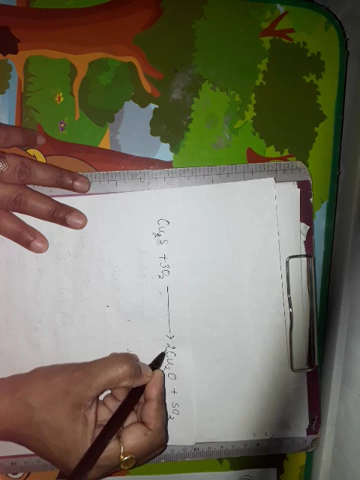 Cu₂S + 3O₂ ⟶ 2Cu₂O + SO₂